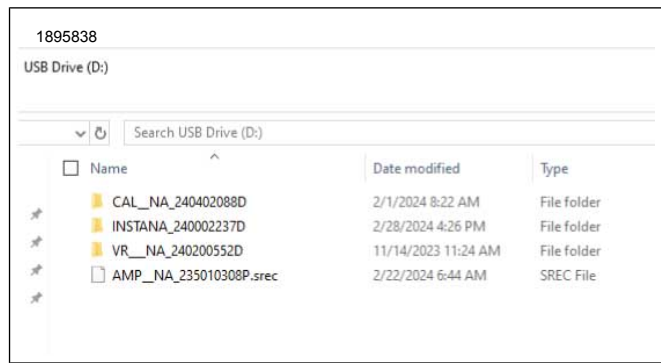 1895838
USB Drive (D:)
Search USB Drive (D:)
Name Date modified Type
CAL__NA_240402088D 2/1/2024 8:22 AM File folder
INSTANA_240002237D 2/28/2024 4:26 PM File folder
VR__NA_240200552D 11/14/2023 11:24 AM File folder
AMP__NA_235010308P.srec 2/22/2024 6:44 AM SREC File